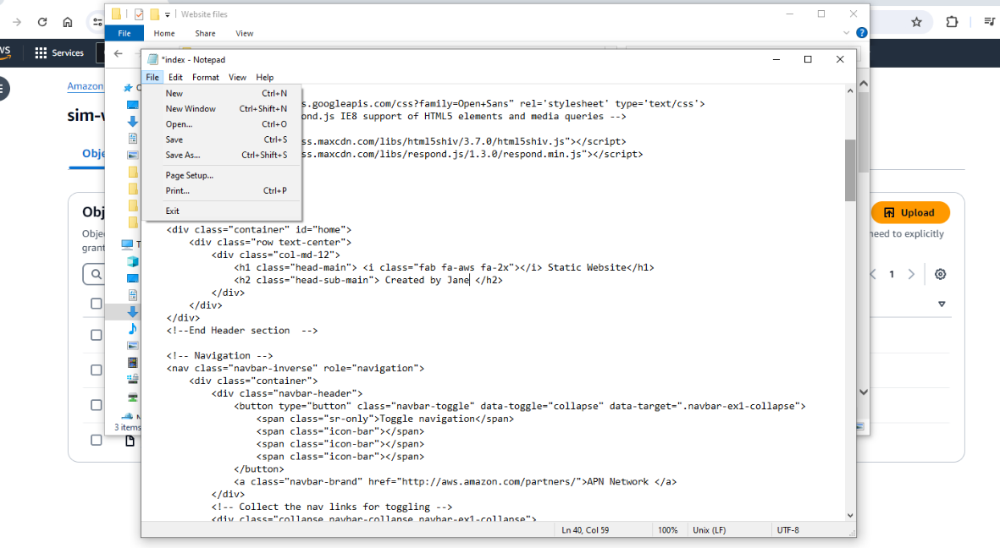 Website files
File Home Share View
Services
*index - Notepad
File Edit Format View Help
Amazon
sim-
Obje
New Ctrl+N
New Window Ctrl+Shift+N
Open... Ctrl+O
Save Ctrl+S
Save As... Ctrl+Shift+S
Page Setup...
Print... Ctrl+P
Exit
s.googleapis.com/css?family=Open+Sans" rel='stylesheet' type='text/css'>
ond.js IE8 support of HTML5 elements and media queries -->
ss.maxcdn.com/libs/html5shiv/3.7.0/html5shiv.js"></script>
ss.maxcdn.com/libs/respond.js/1.3.0/respond.min.js"></script>
Obj
Objec
grant
Upload
need to explicitly
1
<div class="container" id="home">
<div class="row text-center">
<div class="col-md-12">
<h1 class="head-main"> <i class="fab fa-aws fa-2x"></i> Static Website</h1>
<h2 class="head-sub-main"> Created by Jane </h2>
</div>
</div>
</div>
<!--End Header section -->
<!-- Navigation -->
<nav class="navbar-inverse" role="navigation">
<div class="container">
<div class="navbar-header">
<button type="button" class="navbar-toggle" data-toggle="collapse" data-target=".navbar-ex1-collapse">
<span class="sr-only">Toggle navigation</span>
<span class="icon-bar"></span>
<span class="icon-bar"></span>
<span class="icon-bar"></span>
</button>
<a class="navbar-brand" href="http://aws.amazon.com/partners/">APN Network </a>
</div>
<!-- Collect the nav links for toggling -->
<div class="collapse navbar-collapse navbar-ex1-collapse">
3 items
Ln 40, Col 59 100% Unix (LF) UTF-8